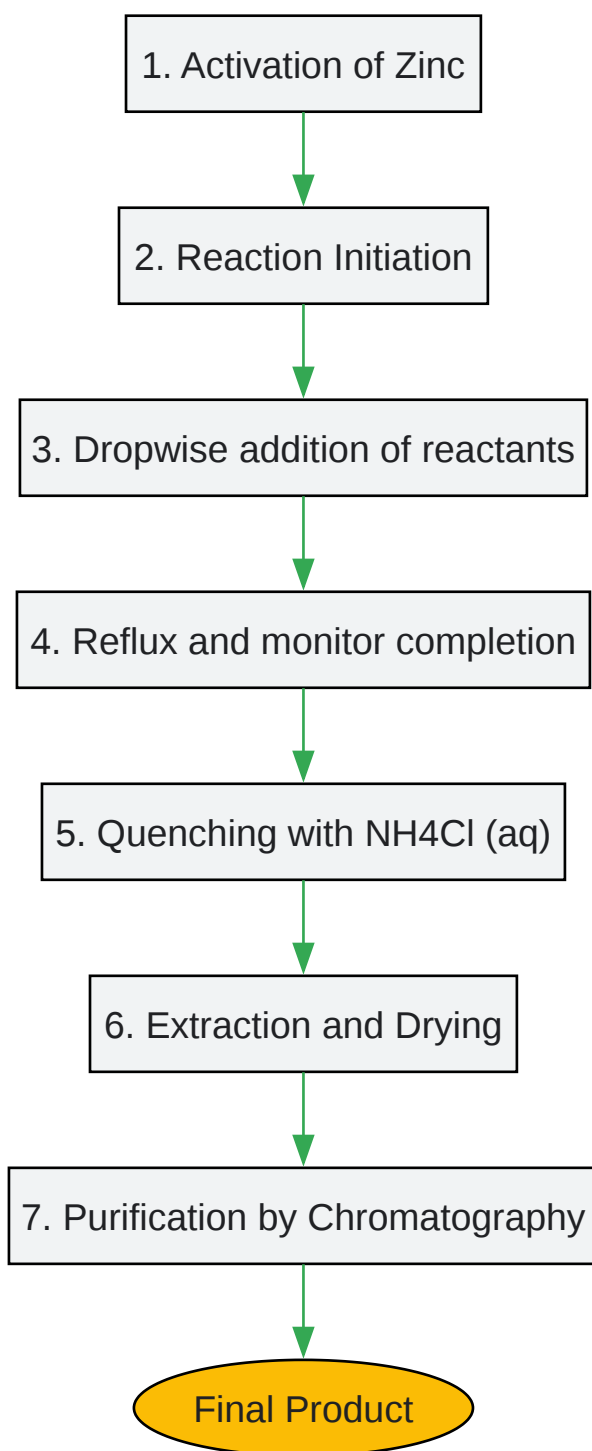 1. Activation of Zinc
2. Reaction Initiation
3. Dropwise addition of reactants
4. Reflux and monitor completion
5. Quenching with NH4Cl (aq)
6. Extraction and Drying
7. Purification by Chromatography
Final Product